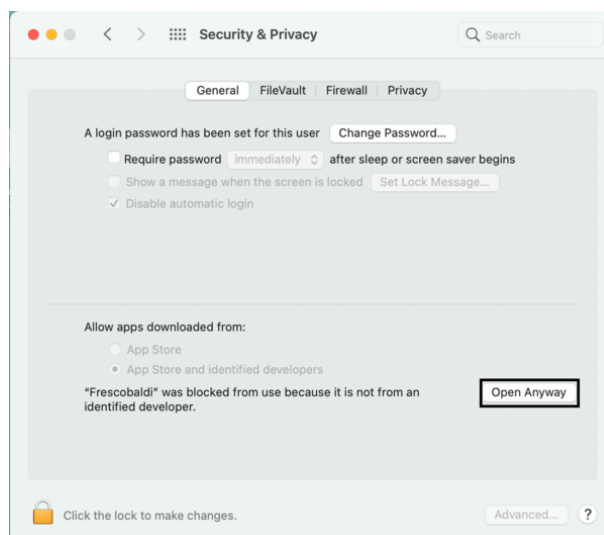 Security & Privacy
Search
General FileVault Firewall Privacy
A login password has been set for this user Change Password...
Require password immediately after sleep or screen saver begins
Show a message when the screen is locked Set Lock Message...
Disable automatic login
Allow apps downloaded from:
App Store
App Store and identified developers
“Frescobaldi” was blocked from use because it is not from an
identified developer.
Open Anyway
Click the lock to make changes.
Advanced...
?